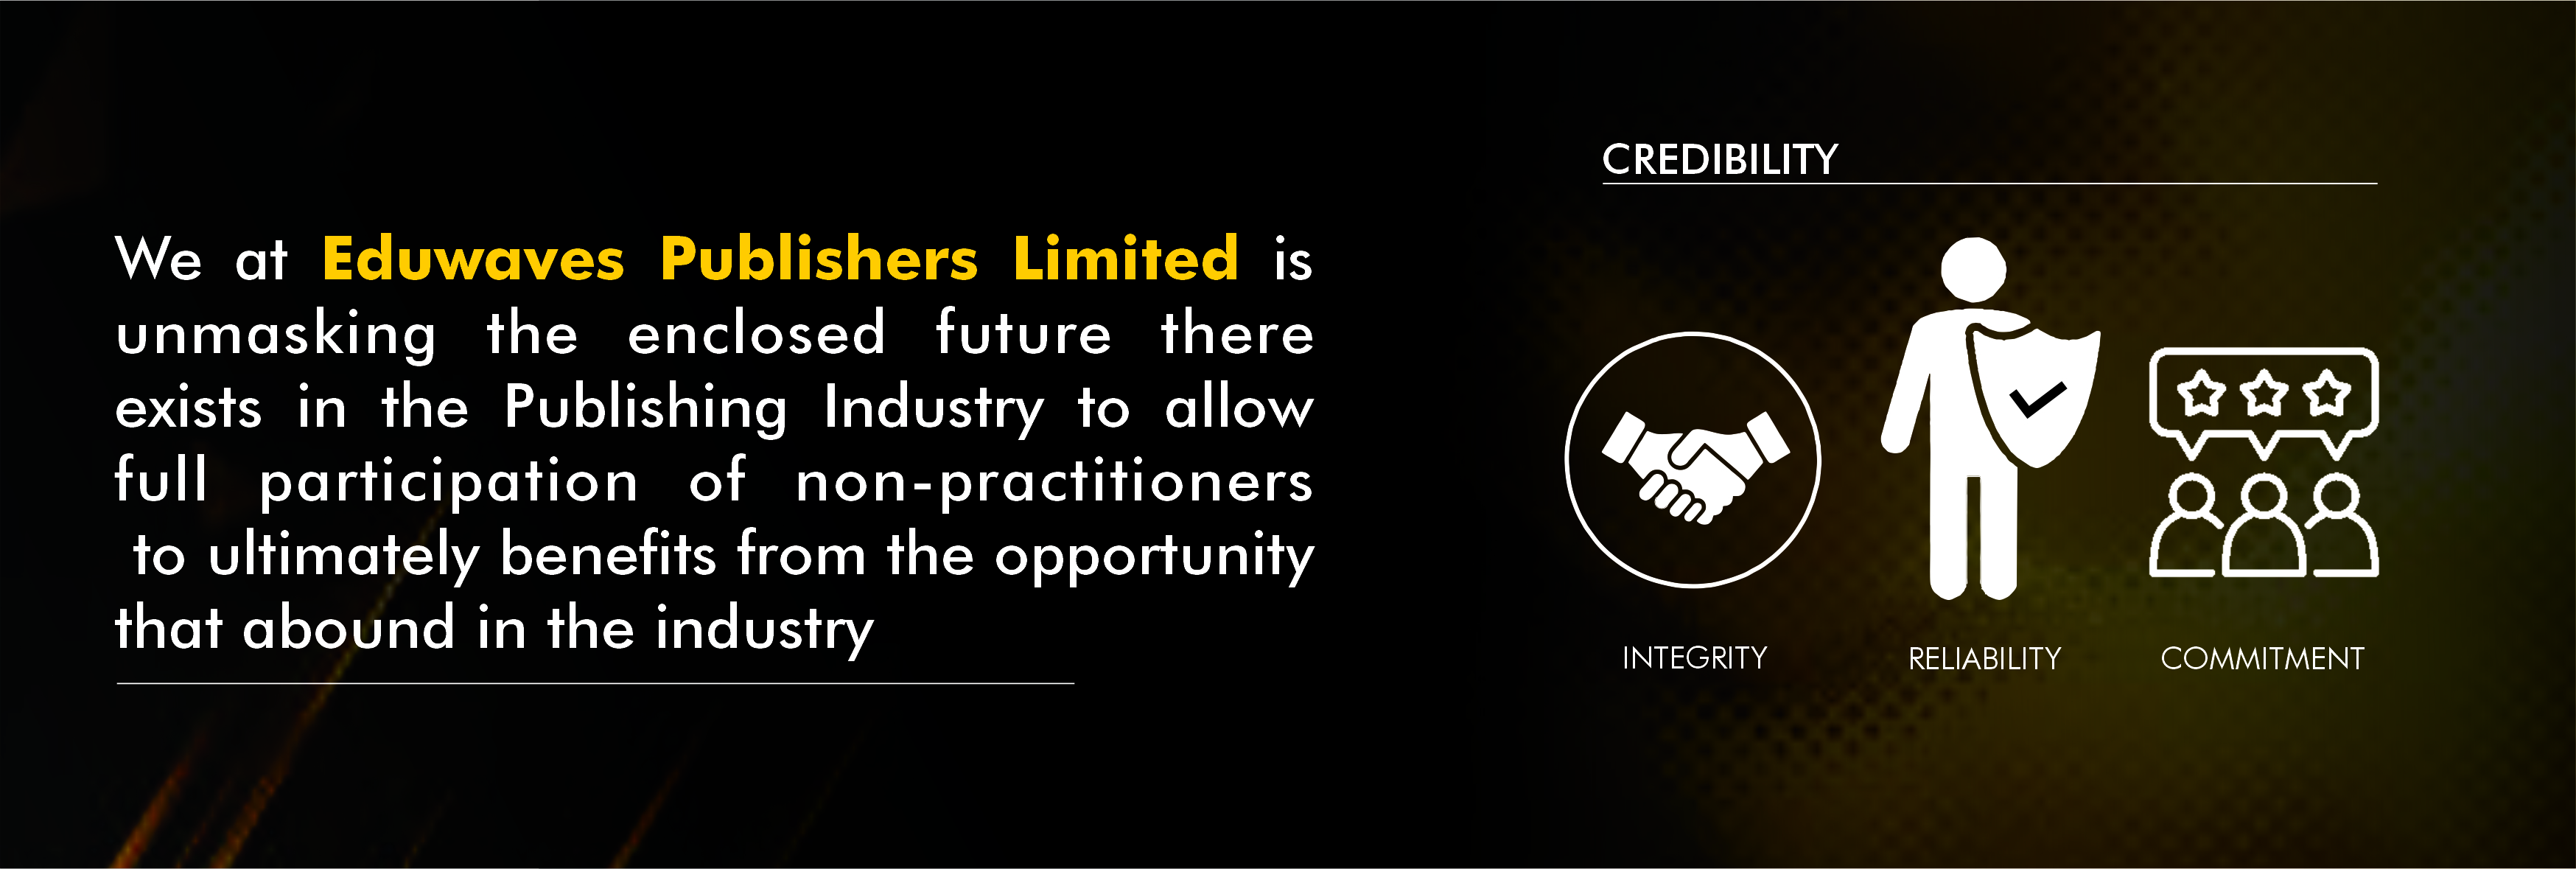 We at Eduwaves Publishers Limited is
unmasking the enclosed future there
exists in the Publishing Industry to allow
full participation of non-practitioners
to ultimately benefits from the opportunity
that abound in the industry
CREDIBILITY
INTEGRITY
RELIABILITY
COMMITMENT